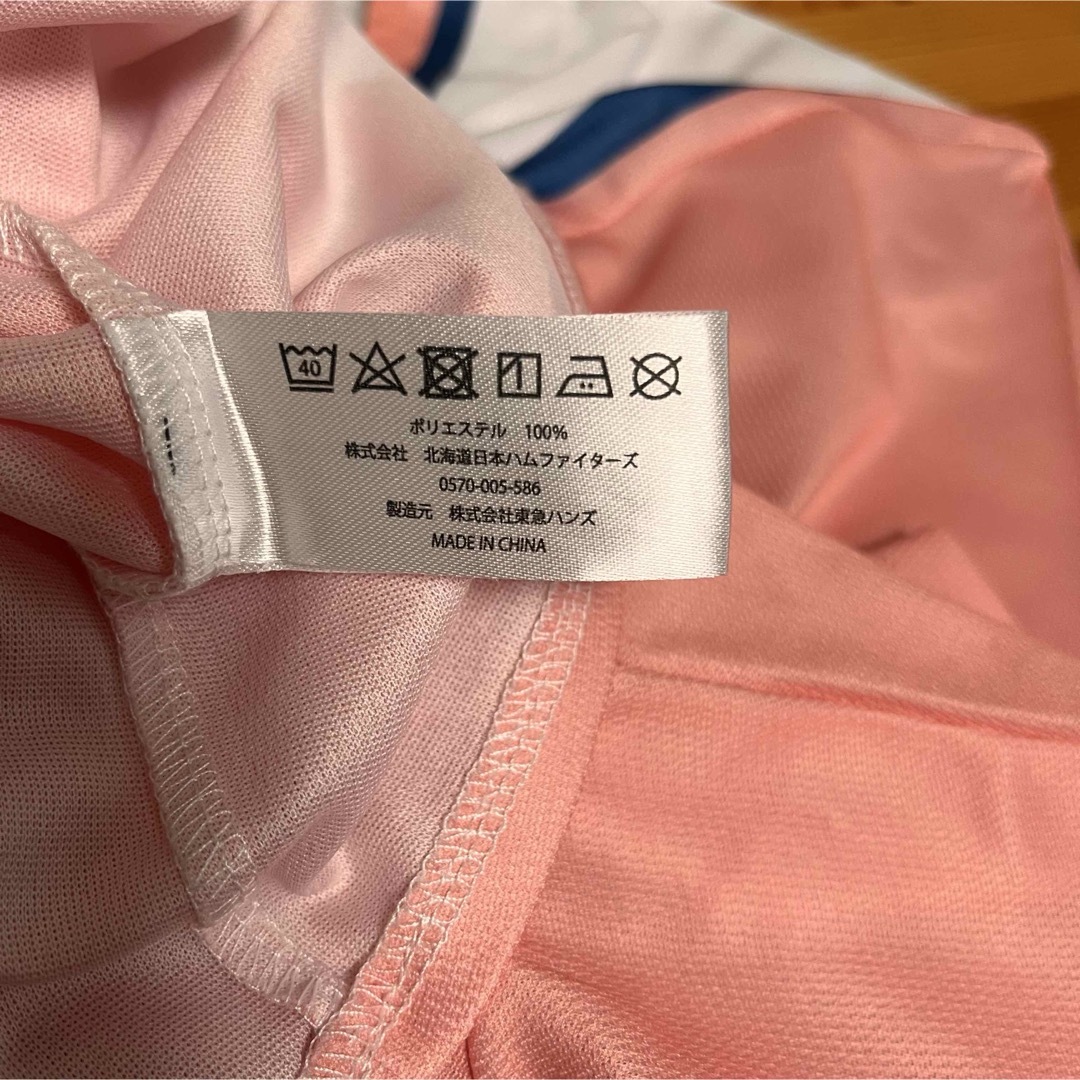 40
ポリエステル 100%
株式会社 北海道日本ハムファイターズ
0570-005-586
製造元 株式会社東急ハンズ
MADE IN CHINA